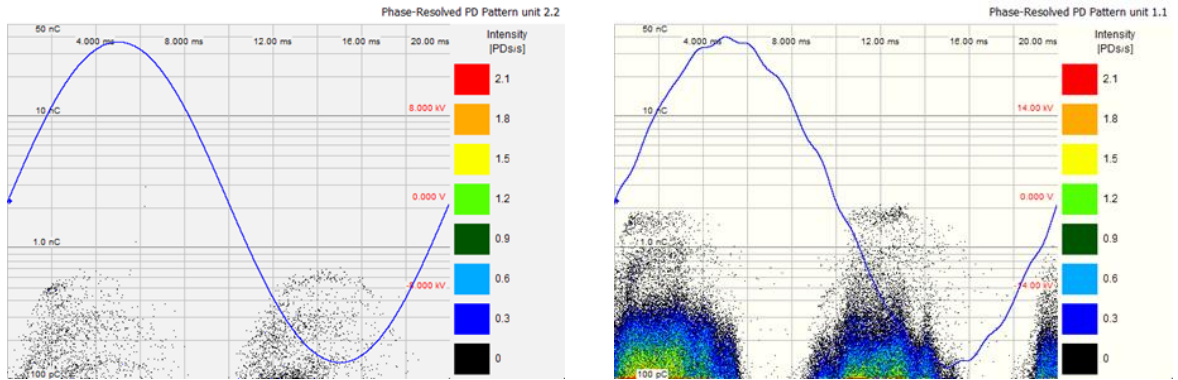 Phase-Resolved PD Pattern unit 2.2
50 nC
4.000 ms
8.000 ms
12.00 ms
16.00 ms
20.00 ms
Intensity
[PDs/s]
2.1
10 nC
8.000 kV
1.8
1.5
0.000 V
1.2
1.0 nC
0.9
-8.000 kV
0.6
0.3
100 pC
0
Phase-Resolved PD Pattern unit 1.1
50 nC
4.000 ms
8.000 ms
12.00 ms
16.00 ms
20.00 ms
Intensity
[PDs/s]
2.1
10 nC
14.00 kV
1.8
1.5
0.000 V
1.2
1.0 nC
0.9
-14.00 kV
0.6
0.3
100 pC
0